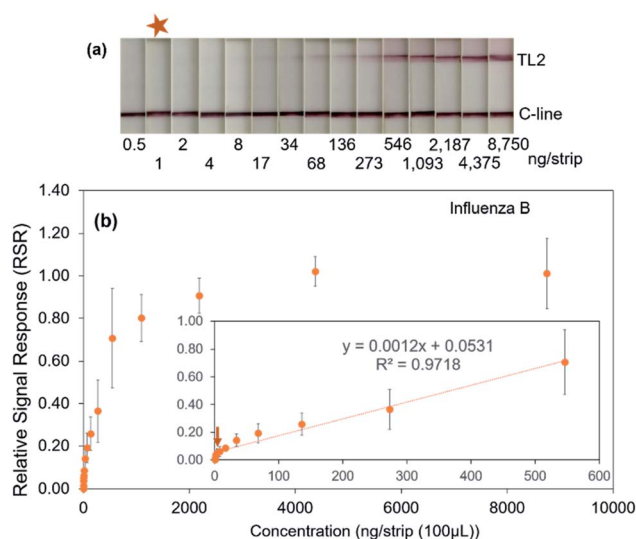 (a)
TL2
C-line
0.5 2 8 34 136 546 2,187 8,750
1 4 17 68 273 1,093 4,375 ng/strip
(b)
Influenza B
Relative Signal Response (RSR)
1.40
1.20
1.00
0.80
0.60
0.40
0.20
0.00
0 2000 4000 6000 8000 10000
Concentration (ng/strip (100μL))
y = 0.0012x + 0.0531
R² = 0.9718
1.00
0.80
0.60
0.40
0.20
0.00
0 100 200 300 400 500 600